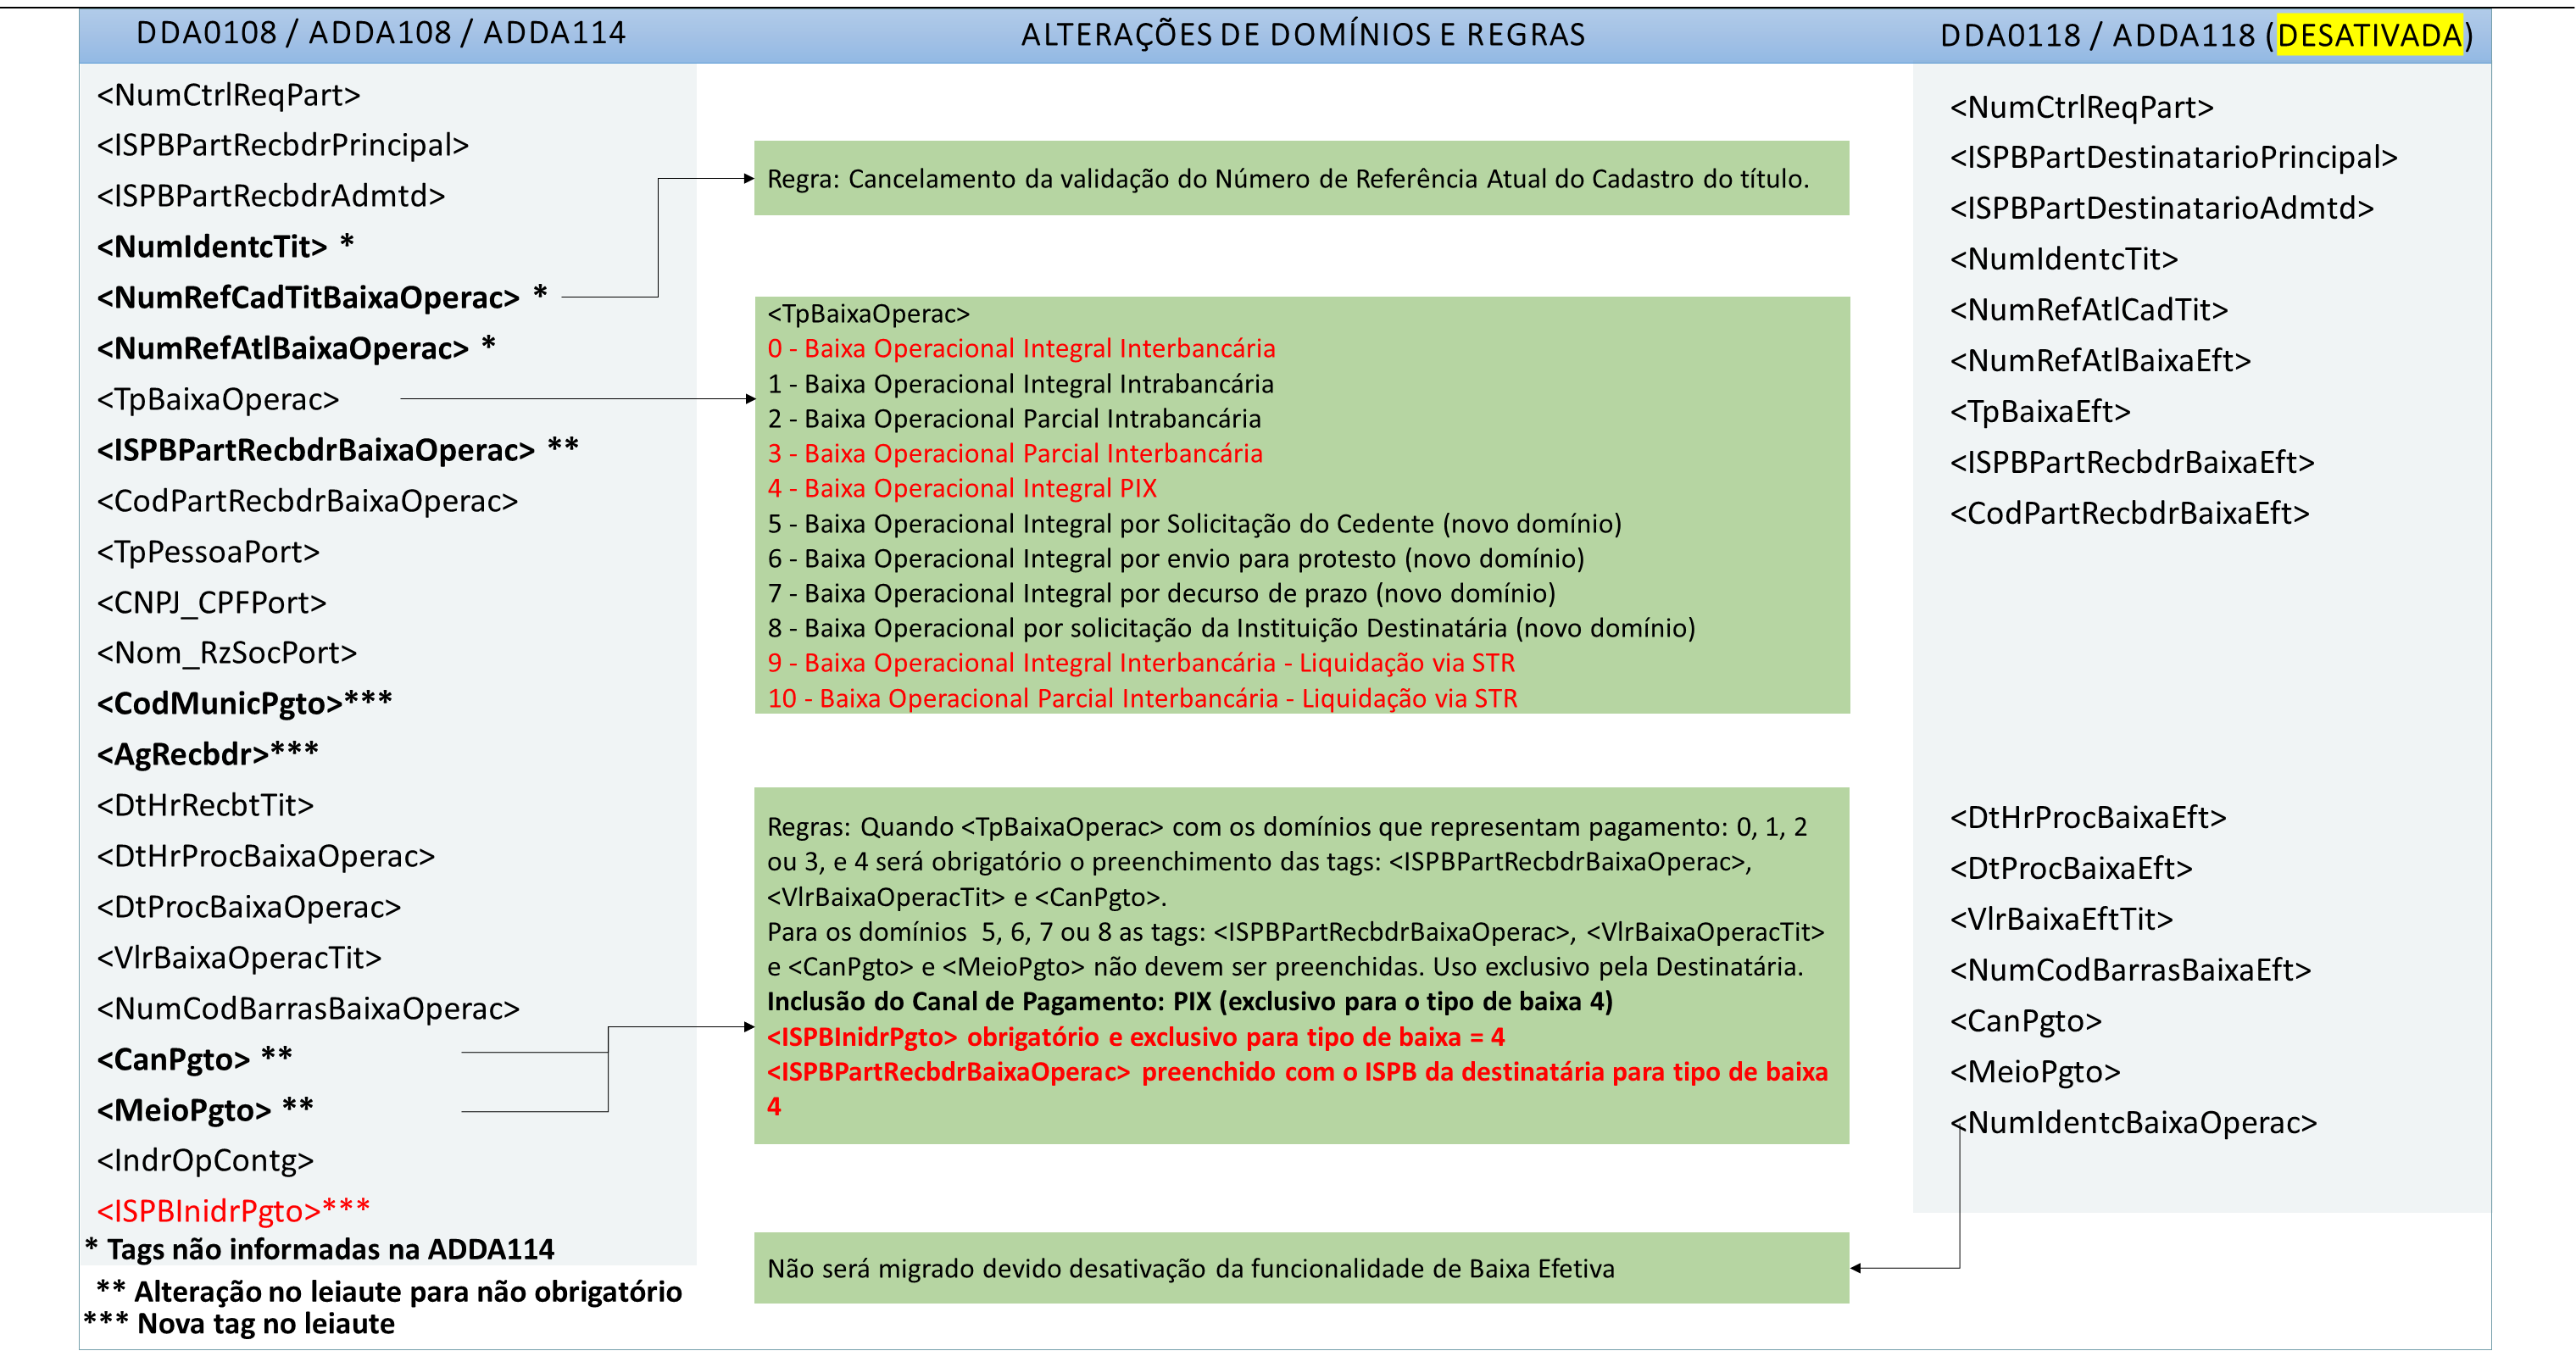 DDA0108 / ADDA108 / ADDA114
ALTERAÇÕES DE DOMÍNIOS E REGRAS
DDA0118 / ADDA118 (DESATIVADA)
<NumCtrlReqPart>
<ISPBPartRecbdrPrincipal>
<ISPBPartRecbdrAdmtd>
<NumIdentcTit> *
<NumRefCadTitBaixaOperac> *
<NumRefAtlBaixaOperac> *
<TpBaixaOperac>
<ISPBPartRecbdrBaixaOperac> **
<CodPartRecbdrBaixaOperac>
<TpPessoaPort>
<CNPJ_CPFPort>
<Nom_RzSocPort>
<CodMunicPgto>***
<AgRecbdr>***
<DtHrRecbtTit>
<DtHrProcBaixaOperac>
<DtProcBaixaOperac>
<VlrBaixaOperacTit>
<NumCodBarrasBaixaOperac>
<CanPgto> **
<MeioPgto> **
<IndrOpContg>
<ISPBInidrPgto>***
* Tags não informadas na ADDA114
** Alteração no leiaute para não obrigatório
*** Nova tag no leiaute
Regra: Cancelamento da validação do Número de Referência Atual do Cadastro do título.
<TpBaixaOperac>
0 - Baixa Operacional Integral Interbancária
1 - Baixa Operacional Integral Intrabancária
2 - Baixa Operacional Parcial Intrabancária
3 - Baixa Operacional Parcial Interbancária
4 - Baixa Operacional Integral PIX
5 - Baixa Operacional Integral por Solicitação do Cedente (novo domínio)
6 - Baixa Operacional Integral por envio para protesto (novo domínio)
7 - Baixa Operacional Integral por decurso de prazo (novo domínio)
8 - Baixa Operacional por solicitação da Instituição Destinatária (novo domínio)
9 - Baixa Operacional Integral Interbancária - Liquidação via STR
10 - Baixa Operacional Parcial Interbancária - Liquidação via STR
Regras: Quando <TpBaixaOperac> com os domínios que representam pagamento: 0, 1, 2
ou 3, e 4 será obrigatório o preenchimento das tags: <ISPBPartRecbdrBaixaOperac>,
<VlrBaixaOperacTit> e <CanPgto>.
Para os domínios  5, 6, 7 ou 8 as tags: <ISPBPartRecbdrBaixaOperac>, <VlrBaixaOperacTit>
e <CanPgto> e <MeioPgto> não devem ser preenchidas. Uso exclusivo pela Destinatária.
Inclusão do Canal de Pagamento: PIX (exclusivo para o tipo de baixa 4)
<ISPBInidrPgto> obrigatório e exclusivo para tipo de baixa = 4
<ISPBPartRecbdrBaixaOperac> preenchido com o ISPB da destinatária para tipo de baixa
4
Não será migrado devido desativação da funcionalidade de Baixa Efetiva
<NumCtrlReqPart>
<ISPBPartDestinatarioPrincipal>
<ISPBPartDestinatarioAdmtd>
<NumIdentcTit>
<NumRefAtlCadTit>
<NumRefAtlBaixaEft>
<TpBaixaEft>
<ISPBPartRecbdrBaixaEft>
<CodPartRecbdrBaixaEft>
<DtHrProcBaixaEft>
<DtProcBaixaEft>
<VlrBaixaEftTit>
<NumCodBarrasBaixaEft>
<CanPgto>
<MeioPgto>
<NumIdentcBaixaOperac>